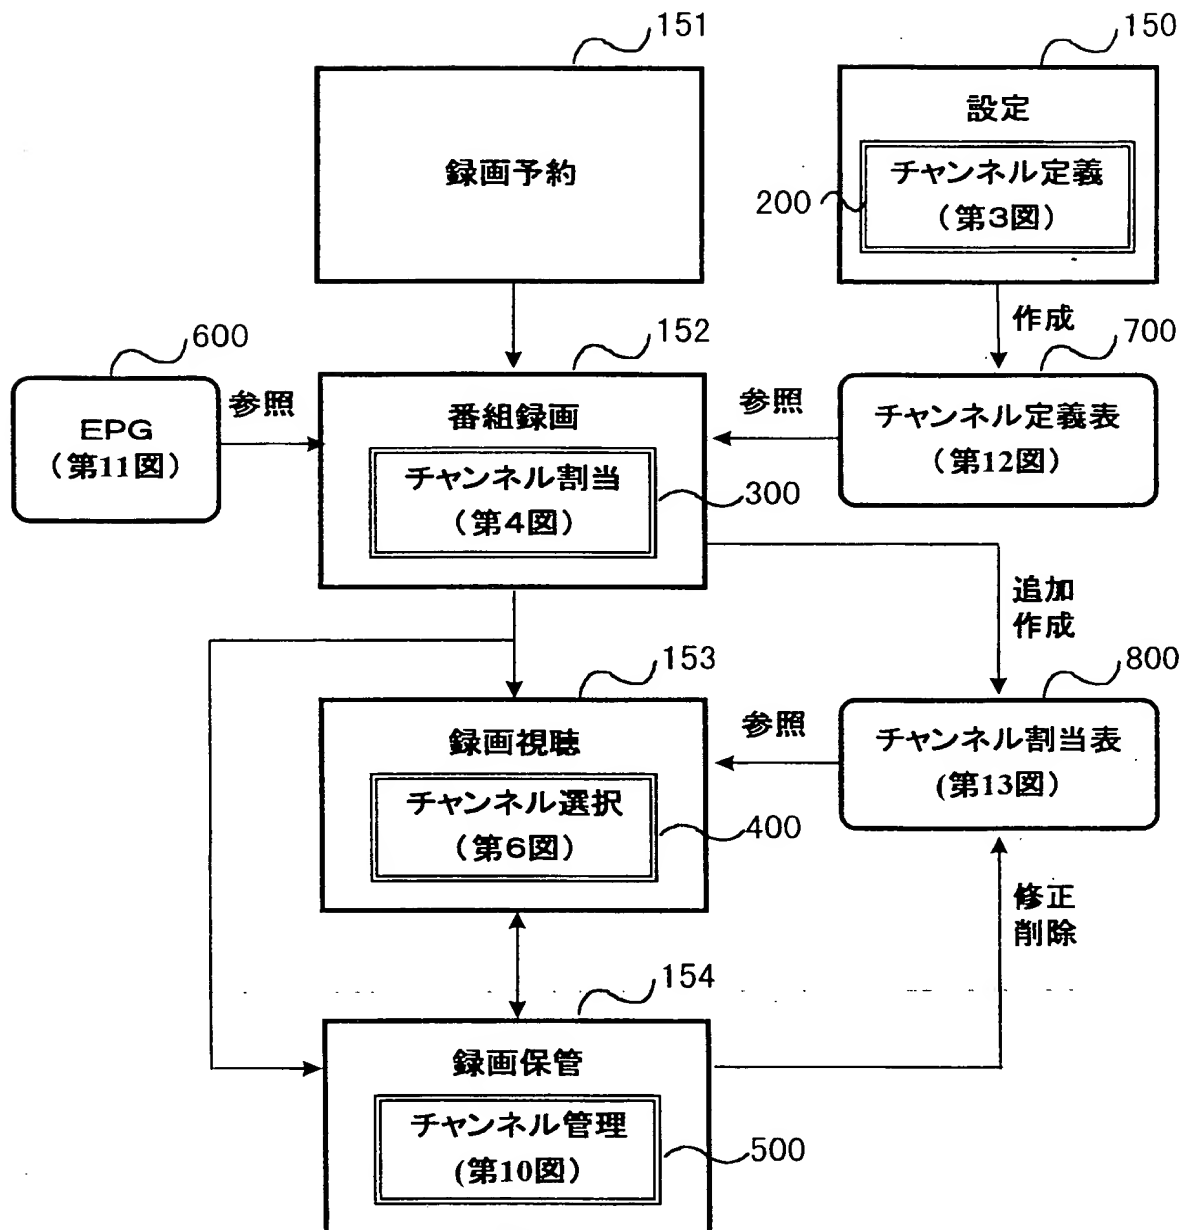 151
録画予約
150
設定
チャンネル定義
（第3図）
200
作成
600
EPG
（第11図）
参照
152
番組録画
チャンネル割当
（第4図）
300
参照
700
チャンネル定義表
（第12図）
追加
作成
153
録画視聴
チャンネル選択
（第6図）
400
参照
800
チャンネル割当表
(第13図）
修正
削除
154
録画保管
チャンネル管理
(第10図）
500